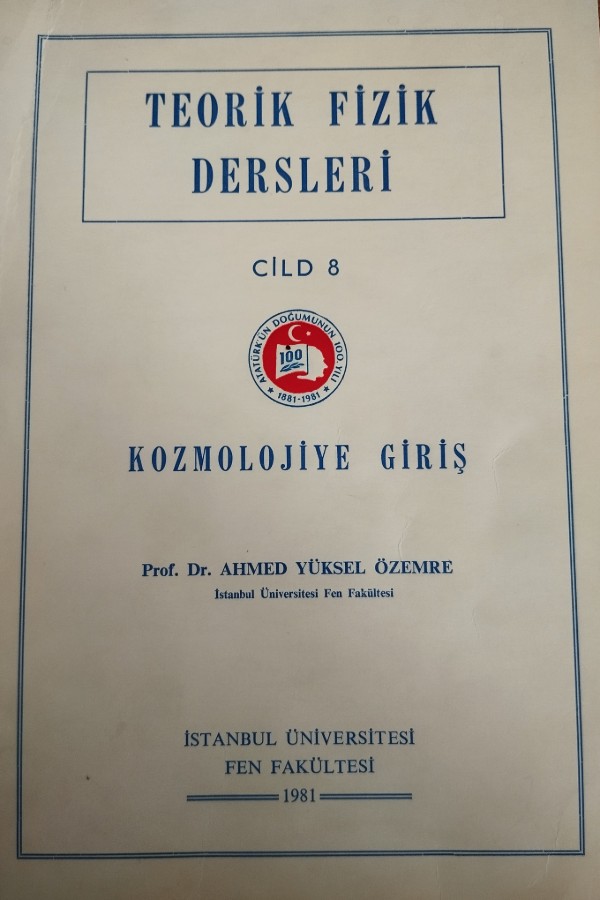 TEORİK FİZİK
DERSLERİ
CİLD 8
ATATÜRK'ÜN DOĞUMUNUN 100. YILI
100
★ 1881-1981 ★
KOZMOLOJİYE GİRİŞ
Prof. Dr. AHMED YÜKSEL ÖZEMRE
İstanbul Üniversitesi Fen Fakültesi
İSTANBUL ÜNİVERSİTESİ
FEN FAKÜLTESİ
1981